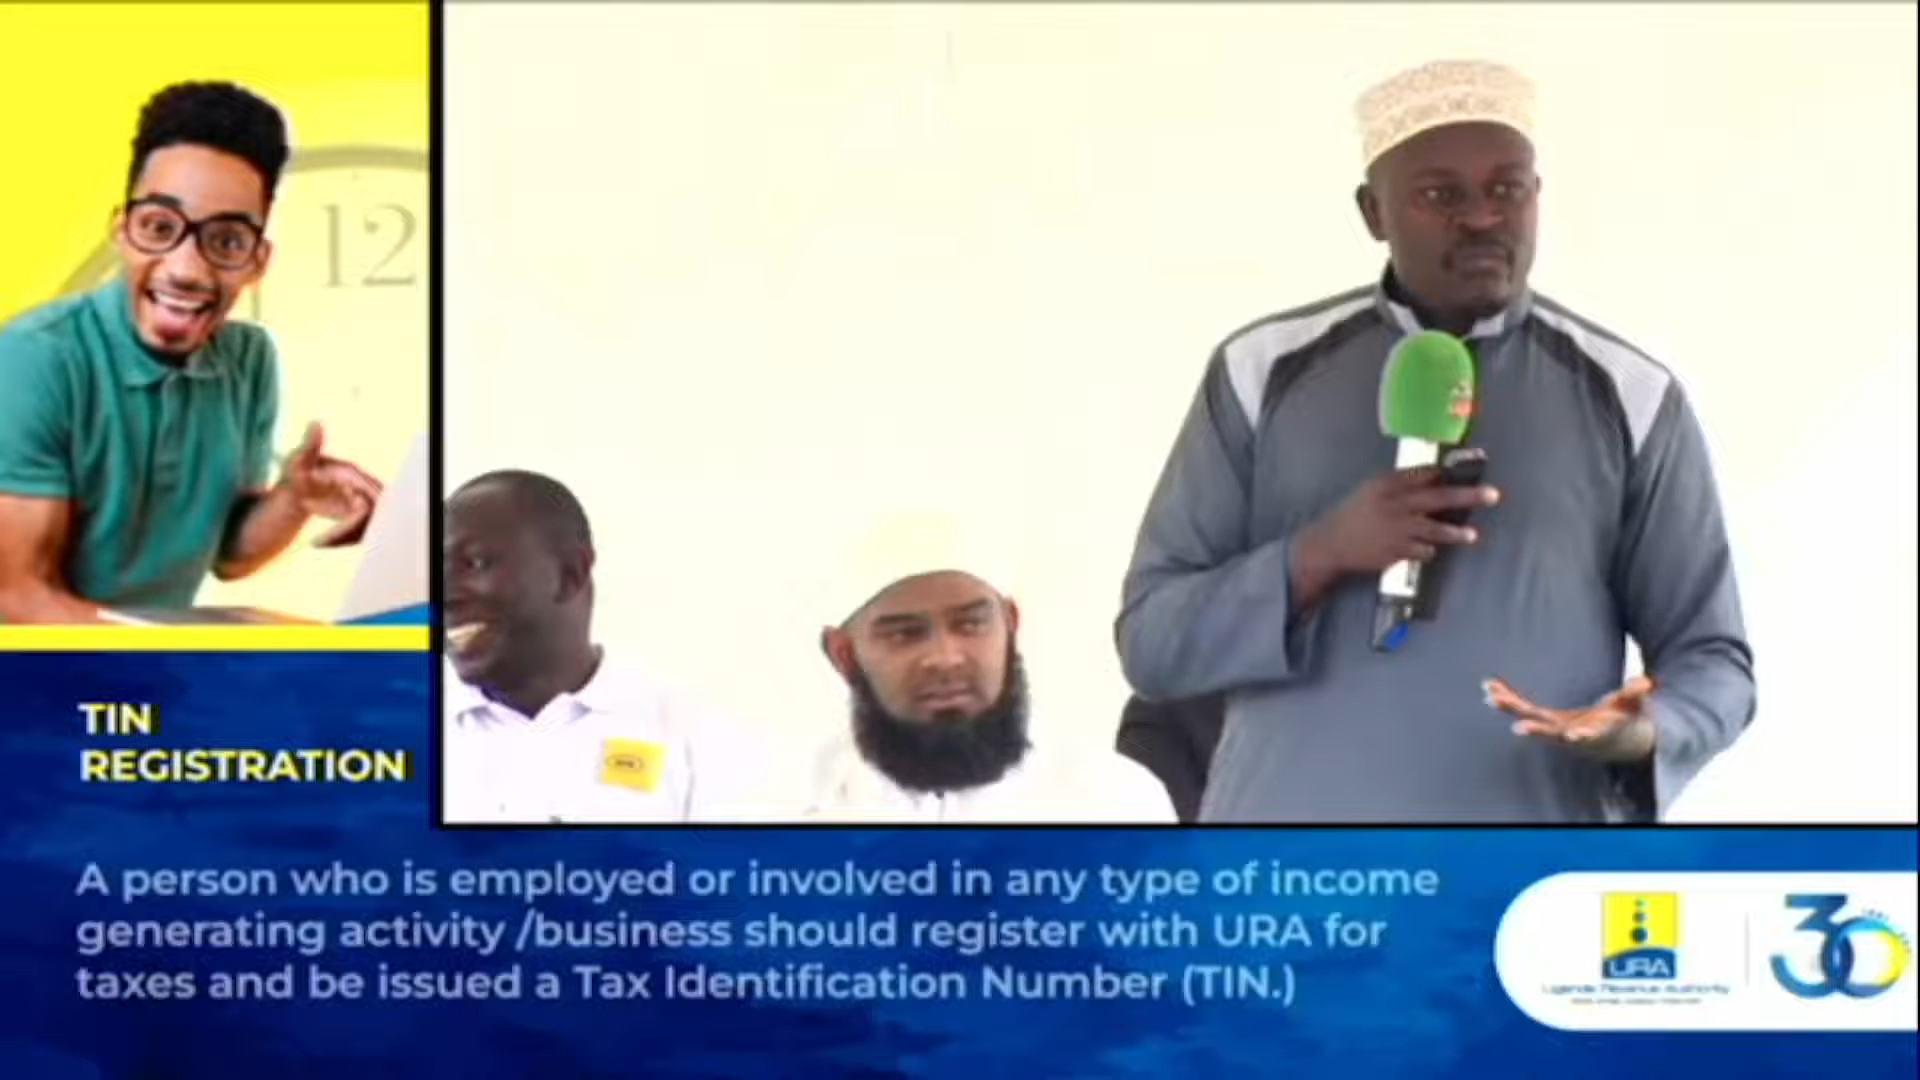 12
TIN
REGISTRATION
A person who is employed or involved in any type of income
generating activity /business should register with URA for
taxes and be issued a Tax Identification Number (TIN.)
URA
Uganda Revenue Authority
30